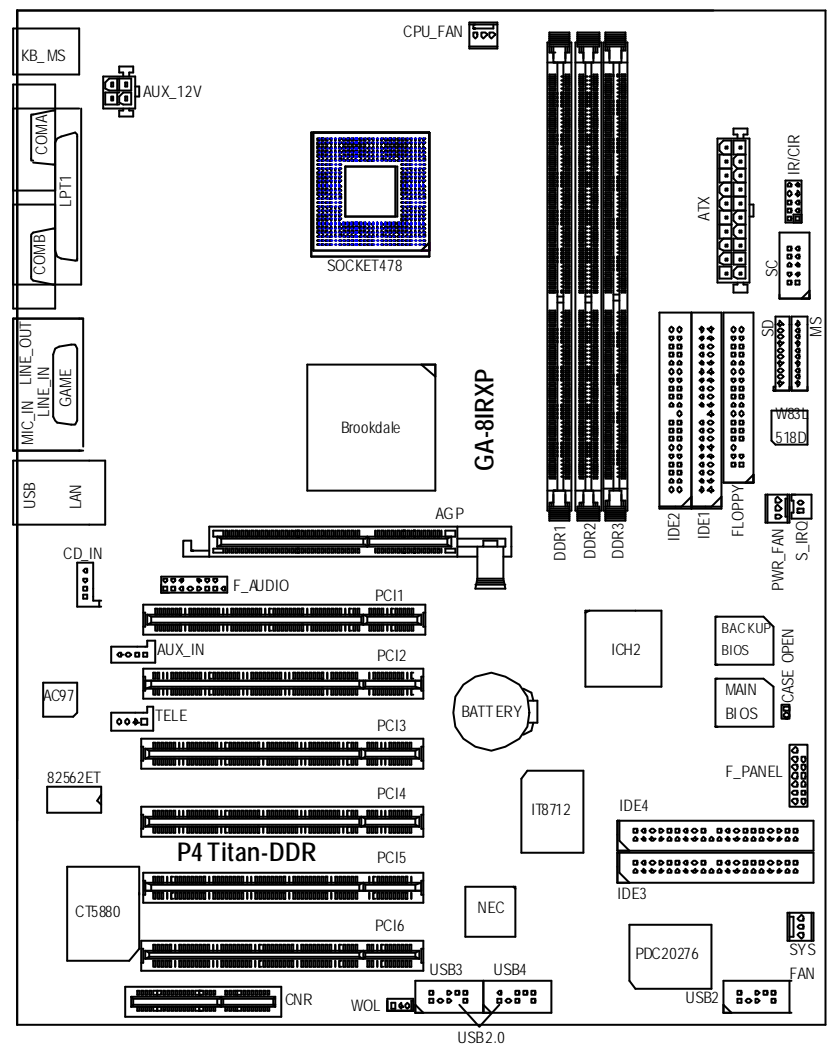 CPU_FAN
KB_MS
AUX_12V
COMA
LPT1
COMB
SOCKET478
ATX
IR/CIR
SC
SD
MS
LINE_OUT
MIC_IN
LINE_IN
GAME
Brookdale
GA-8IRXP
W83L
518D
USB
LAN
AGP
DDR1
DDR2
DDR3
IDE2
IDE1
FLOPPY
PWR_FAN
S_IRQ
CD_IN
F_AUDIO
PCI1
ICH2
BACKUP
BIOS
CASE OPEN
AUX_IN
PCI2
AC97
MAIN
BIOS
BATTERY
TELE
PCI3
82562ET
F_PANEL
PCI4
IT8712
IDE4
P4 Titan-DDR
PCI5
IDE3
CT5880
NEC
PCI6
PDC20276
SYS
FAN
USB3
USB4
CNR
WOL
USB2
USB2.0